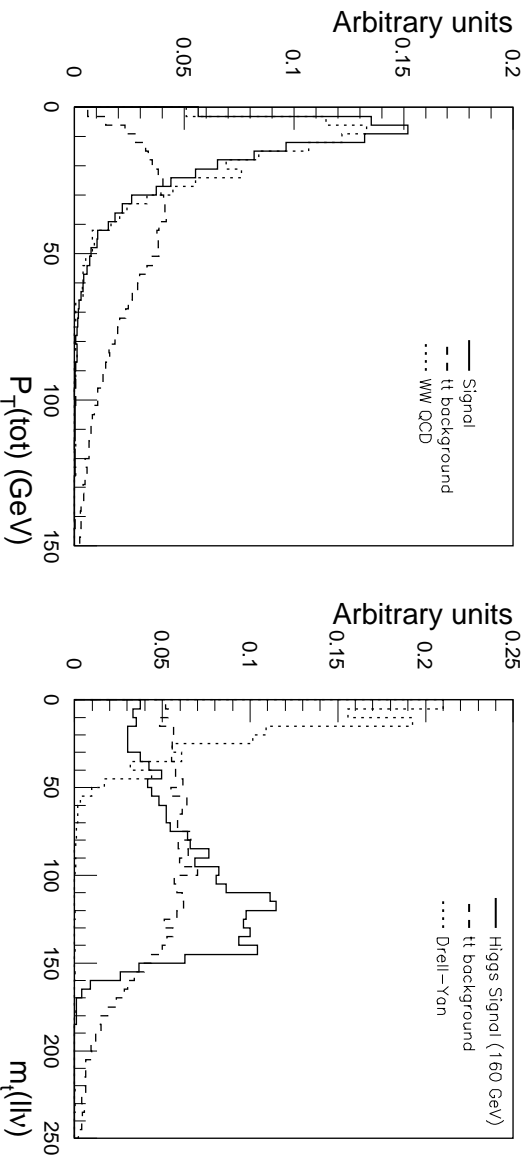 Arbitrary units
0.2
0.15
0.1
0.05
0
0
50
100
150
P_T(tot) (GeV)
Signal
tt background
WW QCD
Arbitrary units
0.25
0.2
0.15
0.1
0.05
0
0
50
100
150
200
250
m_t(llν)
Higgs Signal (160 GeV)
tt background
Drell-Yan